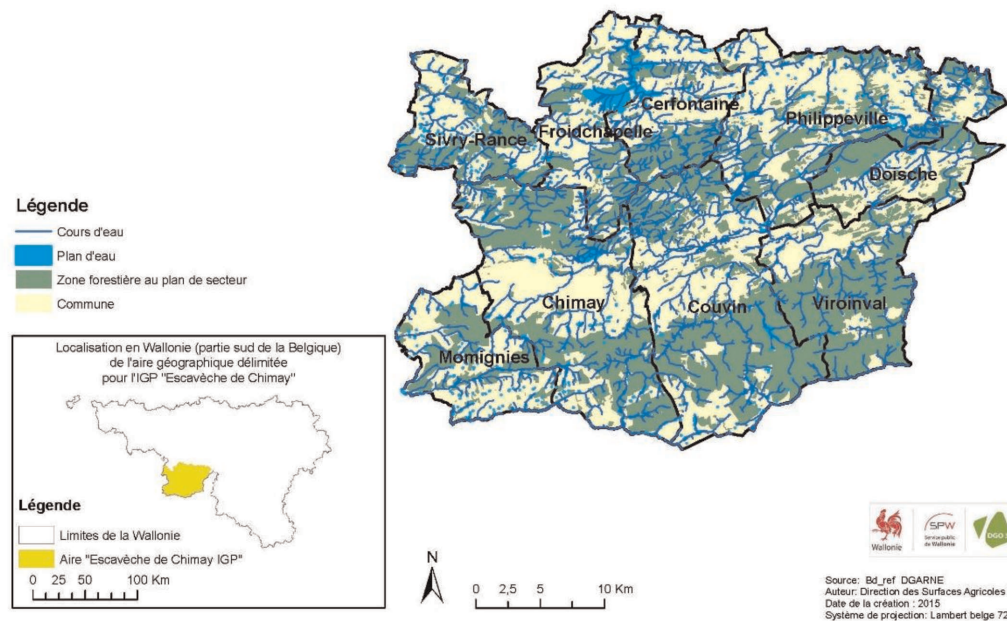 Sivry-Rance
Froidchapelle
Cerfontaine
Philippeville
Doische
Chimay
Couvin
Viroinval
Momignies
Légende
Cours d'eau
Plan d'eau
Zone forestière au plan de secteur
Commune
Localisation en Wallonie (partie sud de la Belgique)
de l'aire géographique délimitée
pour l'IGP "Escavèche de Chimay"
Légende
Limites de la Wallonie
Aire "Escavèche de Chimay IGP"
0 25 50 100 Km
N
0 2,5 5 10 Km
Wallonie
SPW
Service public
de Wallonie
Source: Bd_ref DGARNE
Auteur: Direction des Surfaces Agricoles
Date de la création : 2015
Système de projection: Lambert belge 72